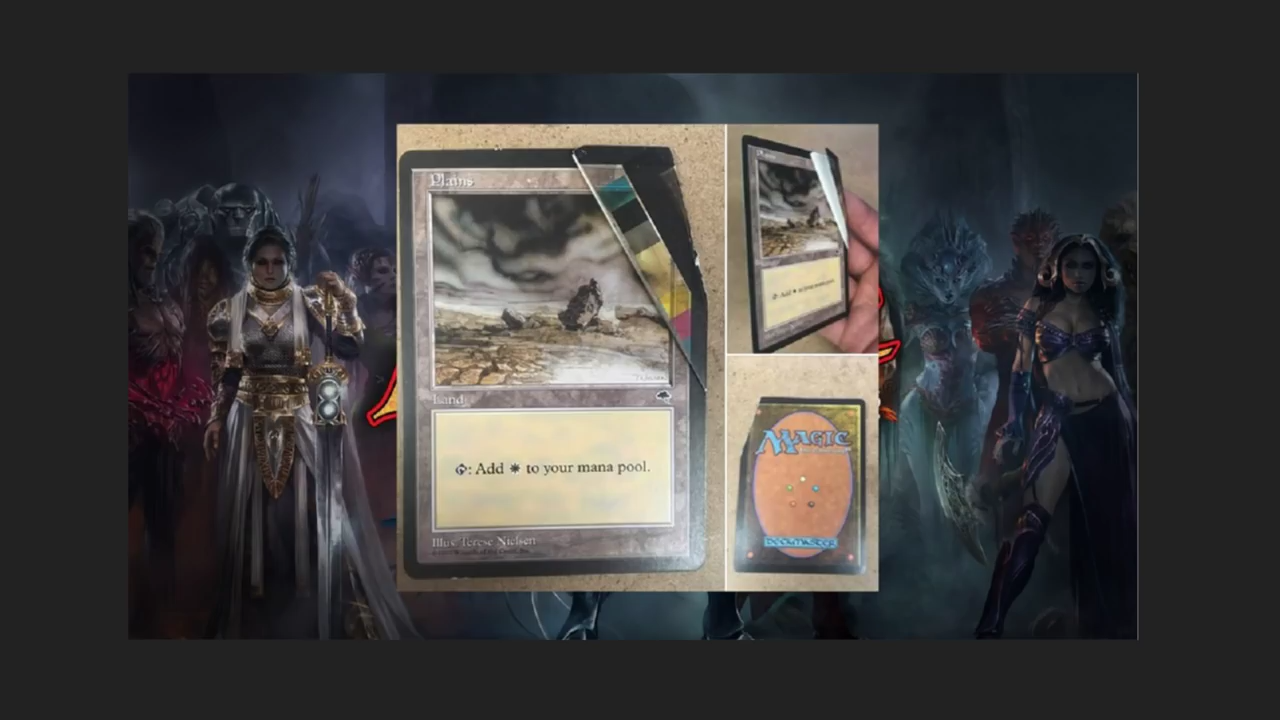 Plains
Land
: Add to your mana pool.
Illus. Terese Nielsen
MAGIC
DECKMASTER